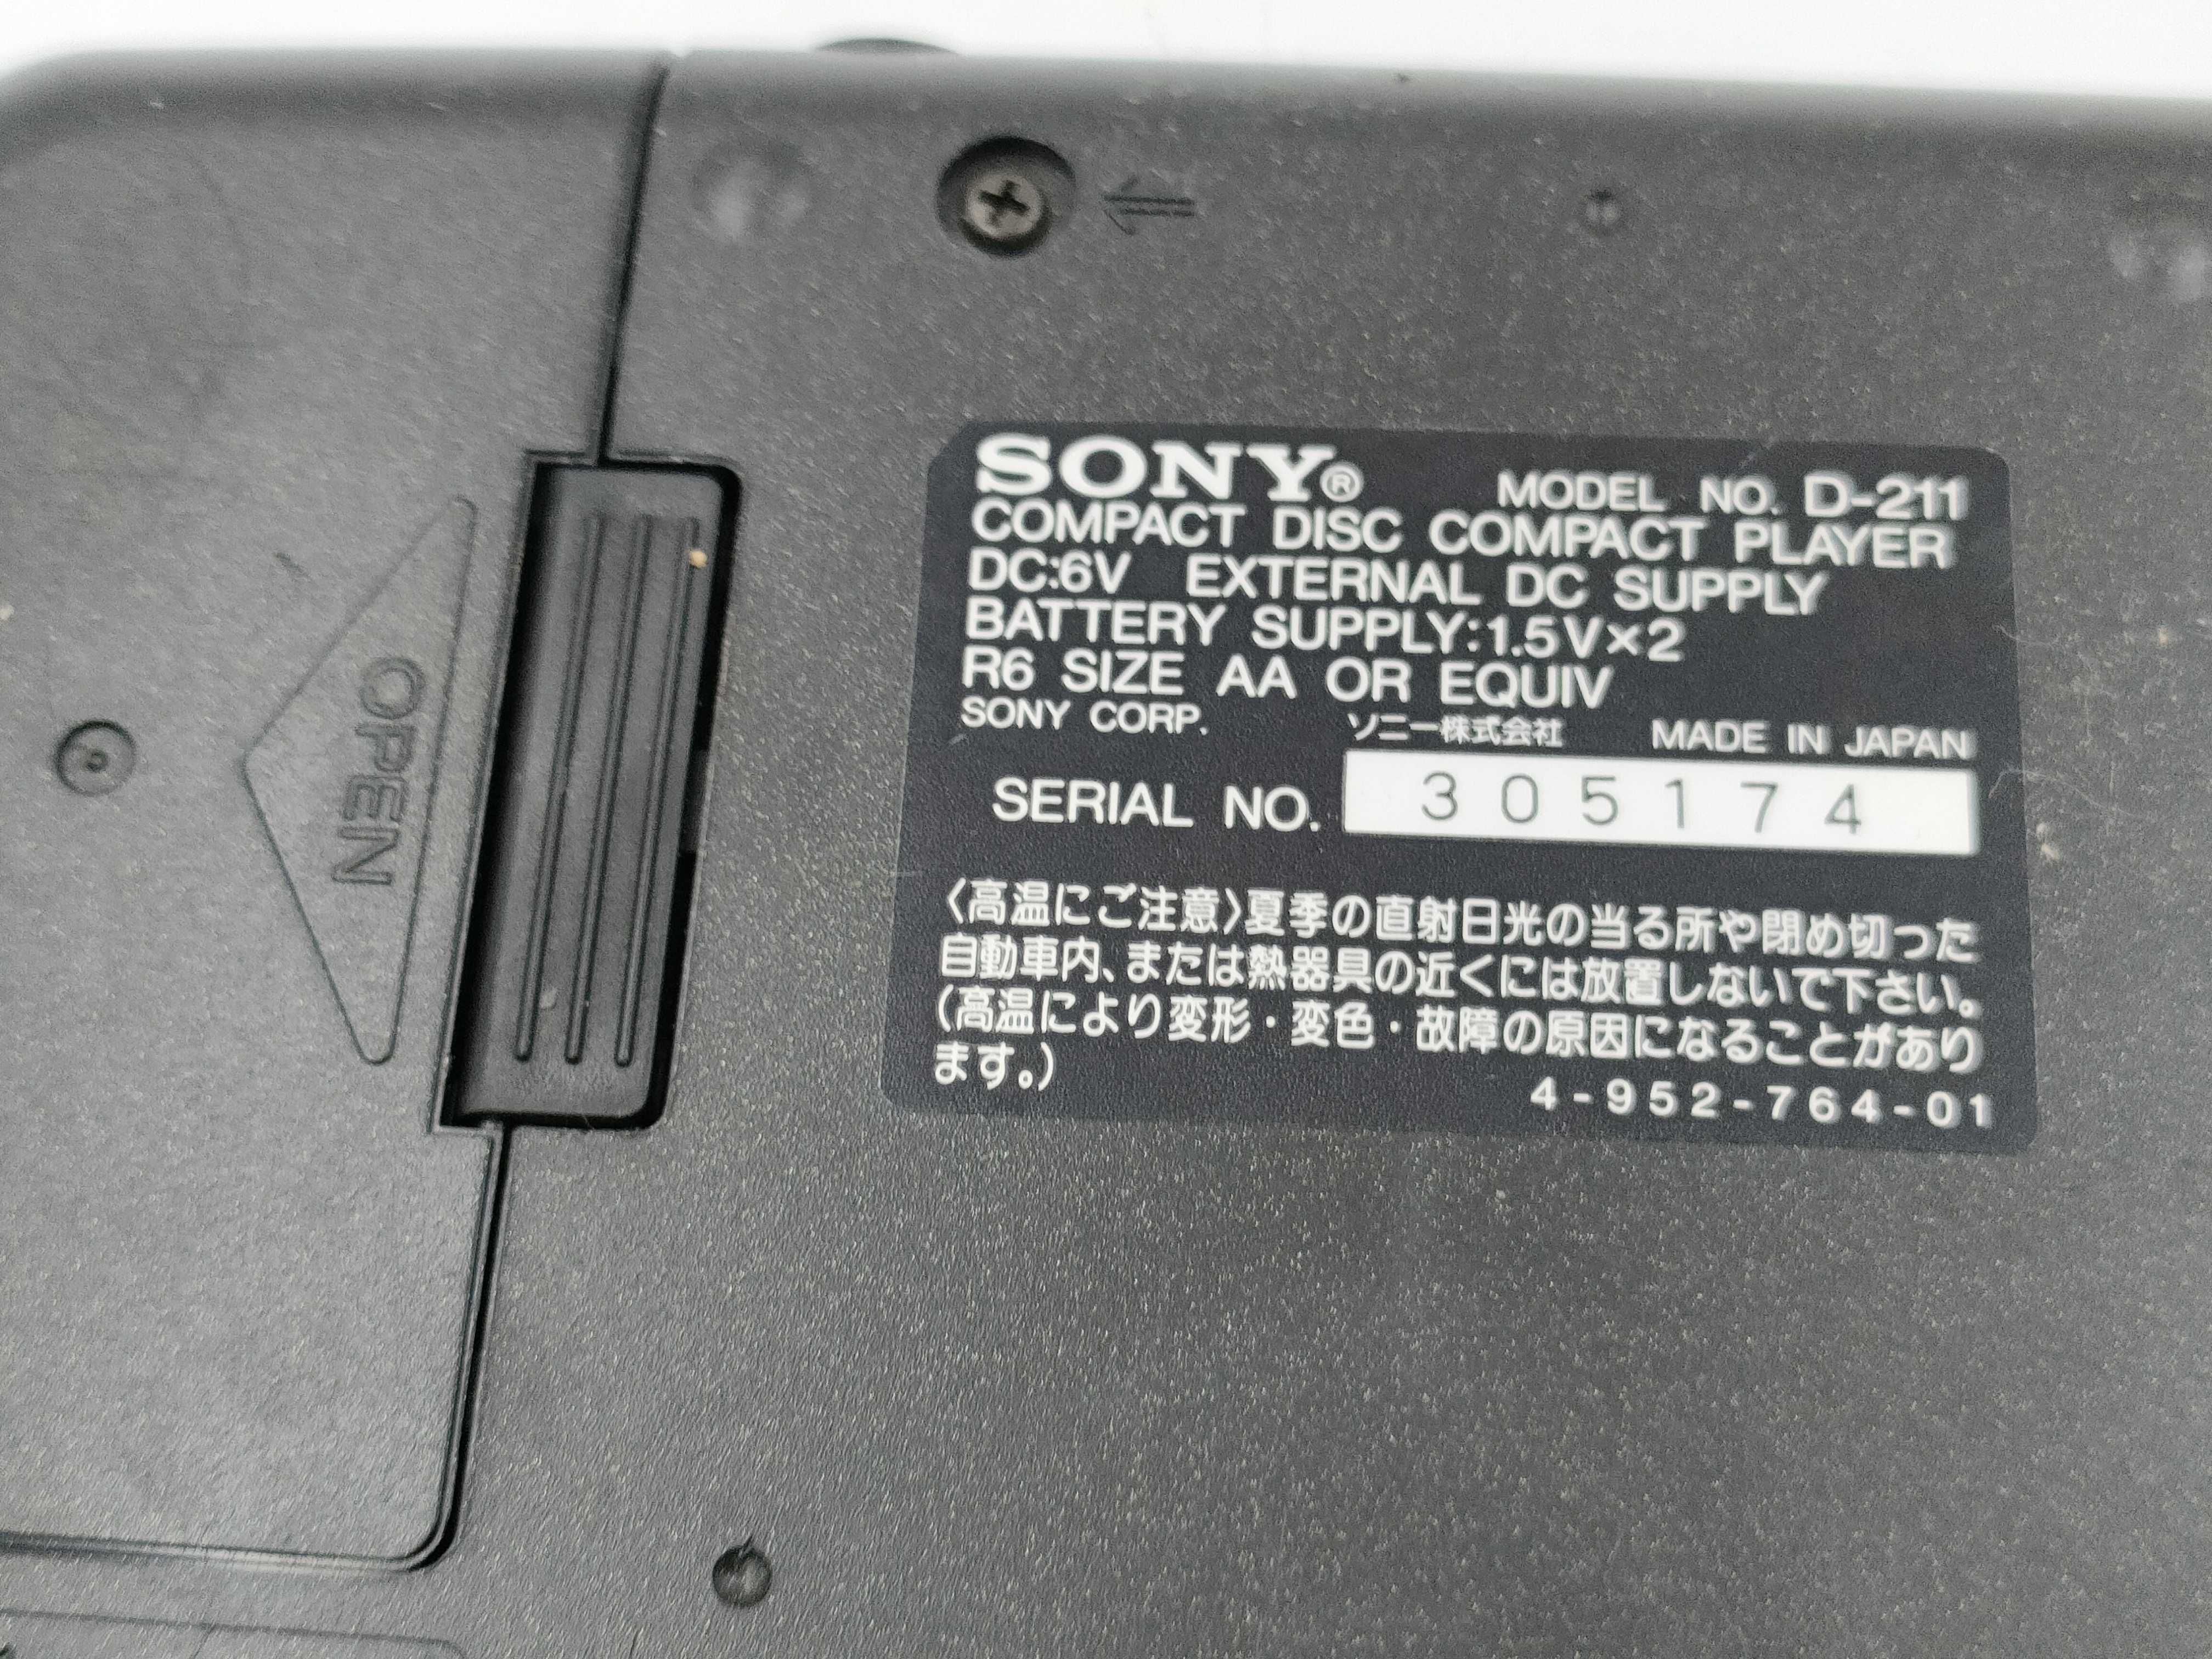 SONY® MODEL NO. D-211
COMPACT DISC COMPACT PLAYER
DC:6V EXTERNAL DC SUPPLY
BATTERY SUPPLY:1.5V×2
R6 SIZE AA OR EQUIV
SONY CORP. ソニー株式会社 MADE IN JAPAN
SERIAL NO. 305174
〈高温にご注意〉夏季の直射日光の当る所や閉め切った
自動車内、または熱器具の近くには放置しないで下さい。
(高温により変形・変色・故障の原因になることがあり
ます。)
4-952-764-01
OPEN